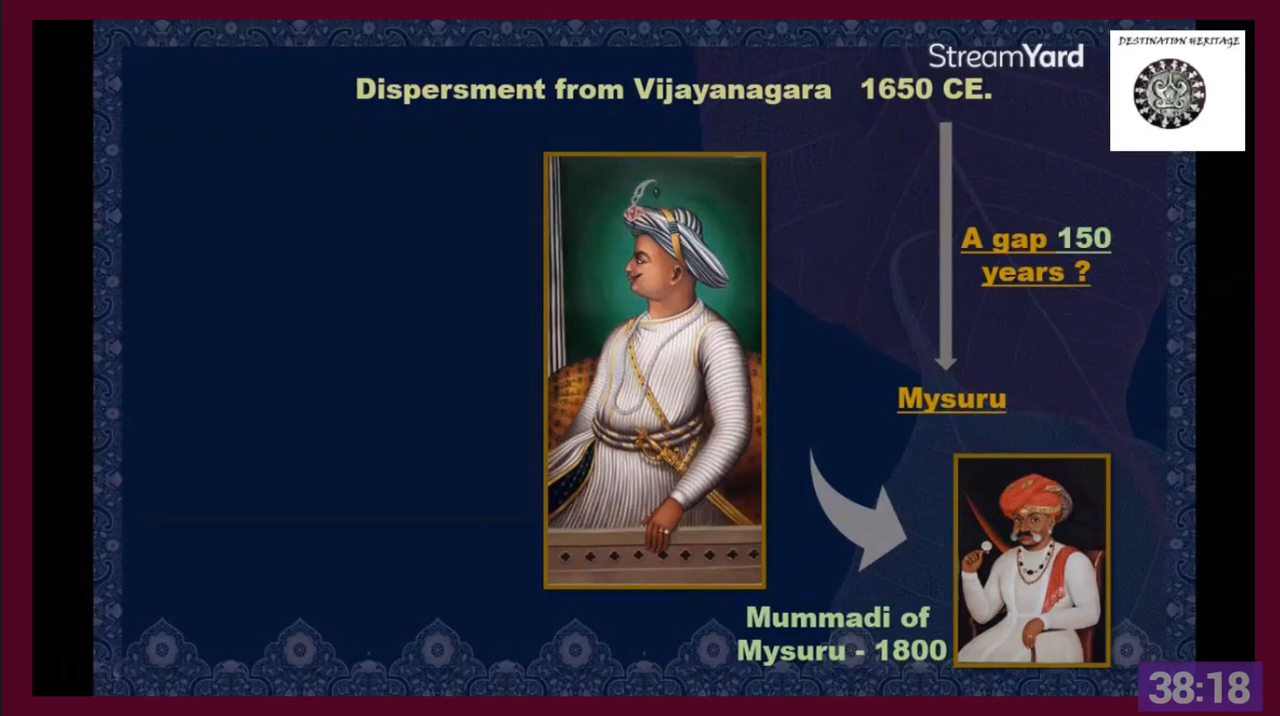 StreamYard
DESTINATION HERITAGE
Dispersment from Vijayanagara 1650 CE.
A gap 150
years ?
Mysuru
Mummadi of
Mysuru - 1800
38:18